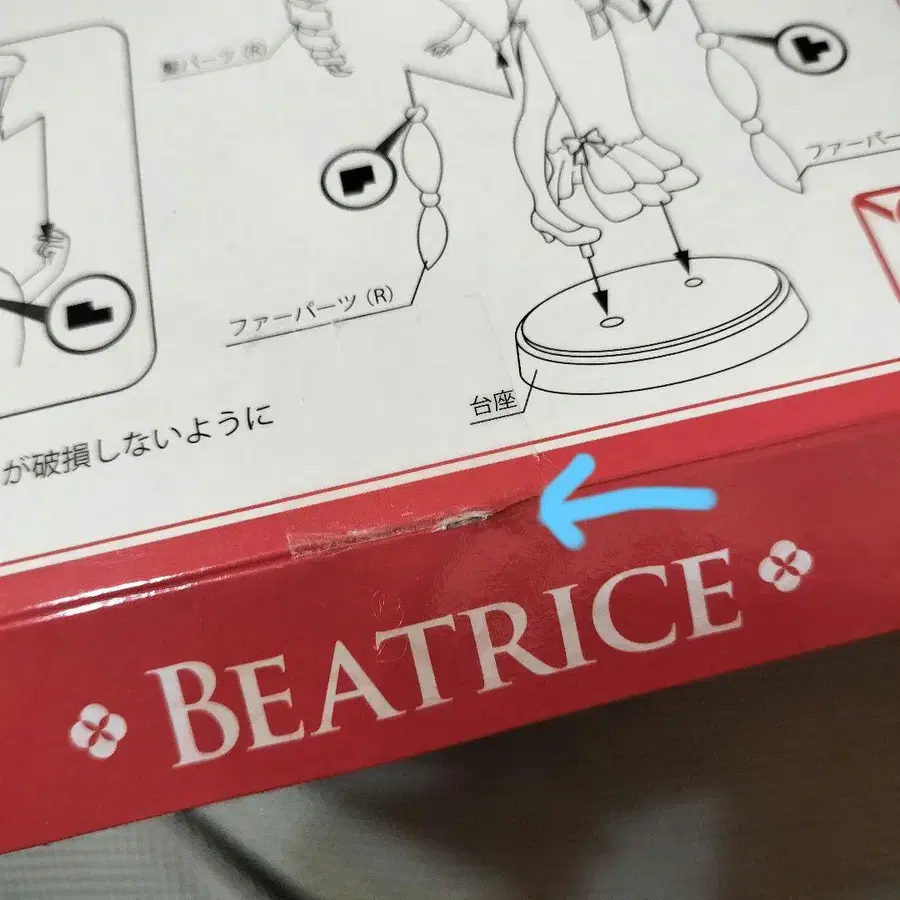 髪パーツ（R）
ファーパー
ファーパーツ（R）
台座
が破損しないように
BEATRICE